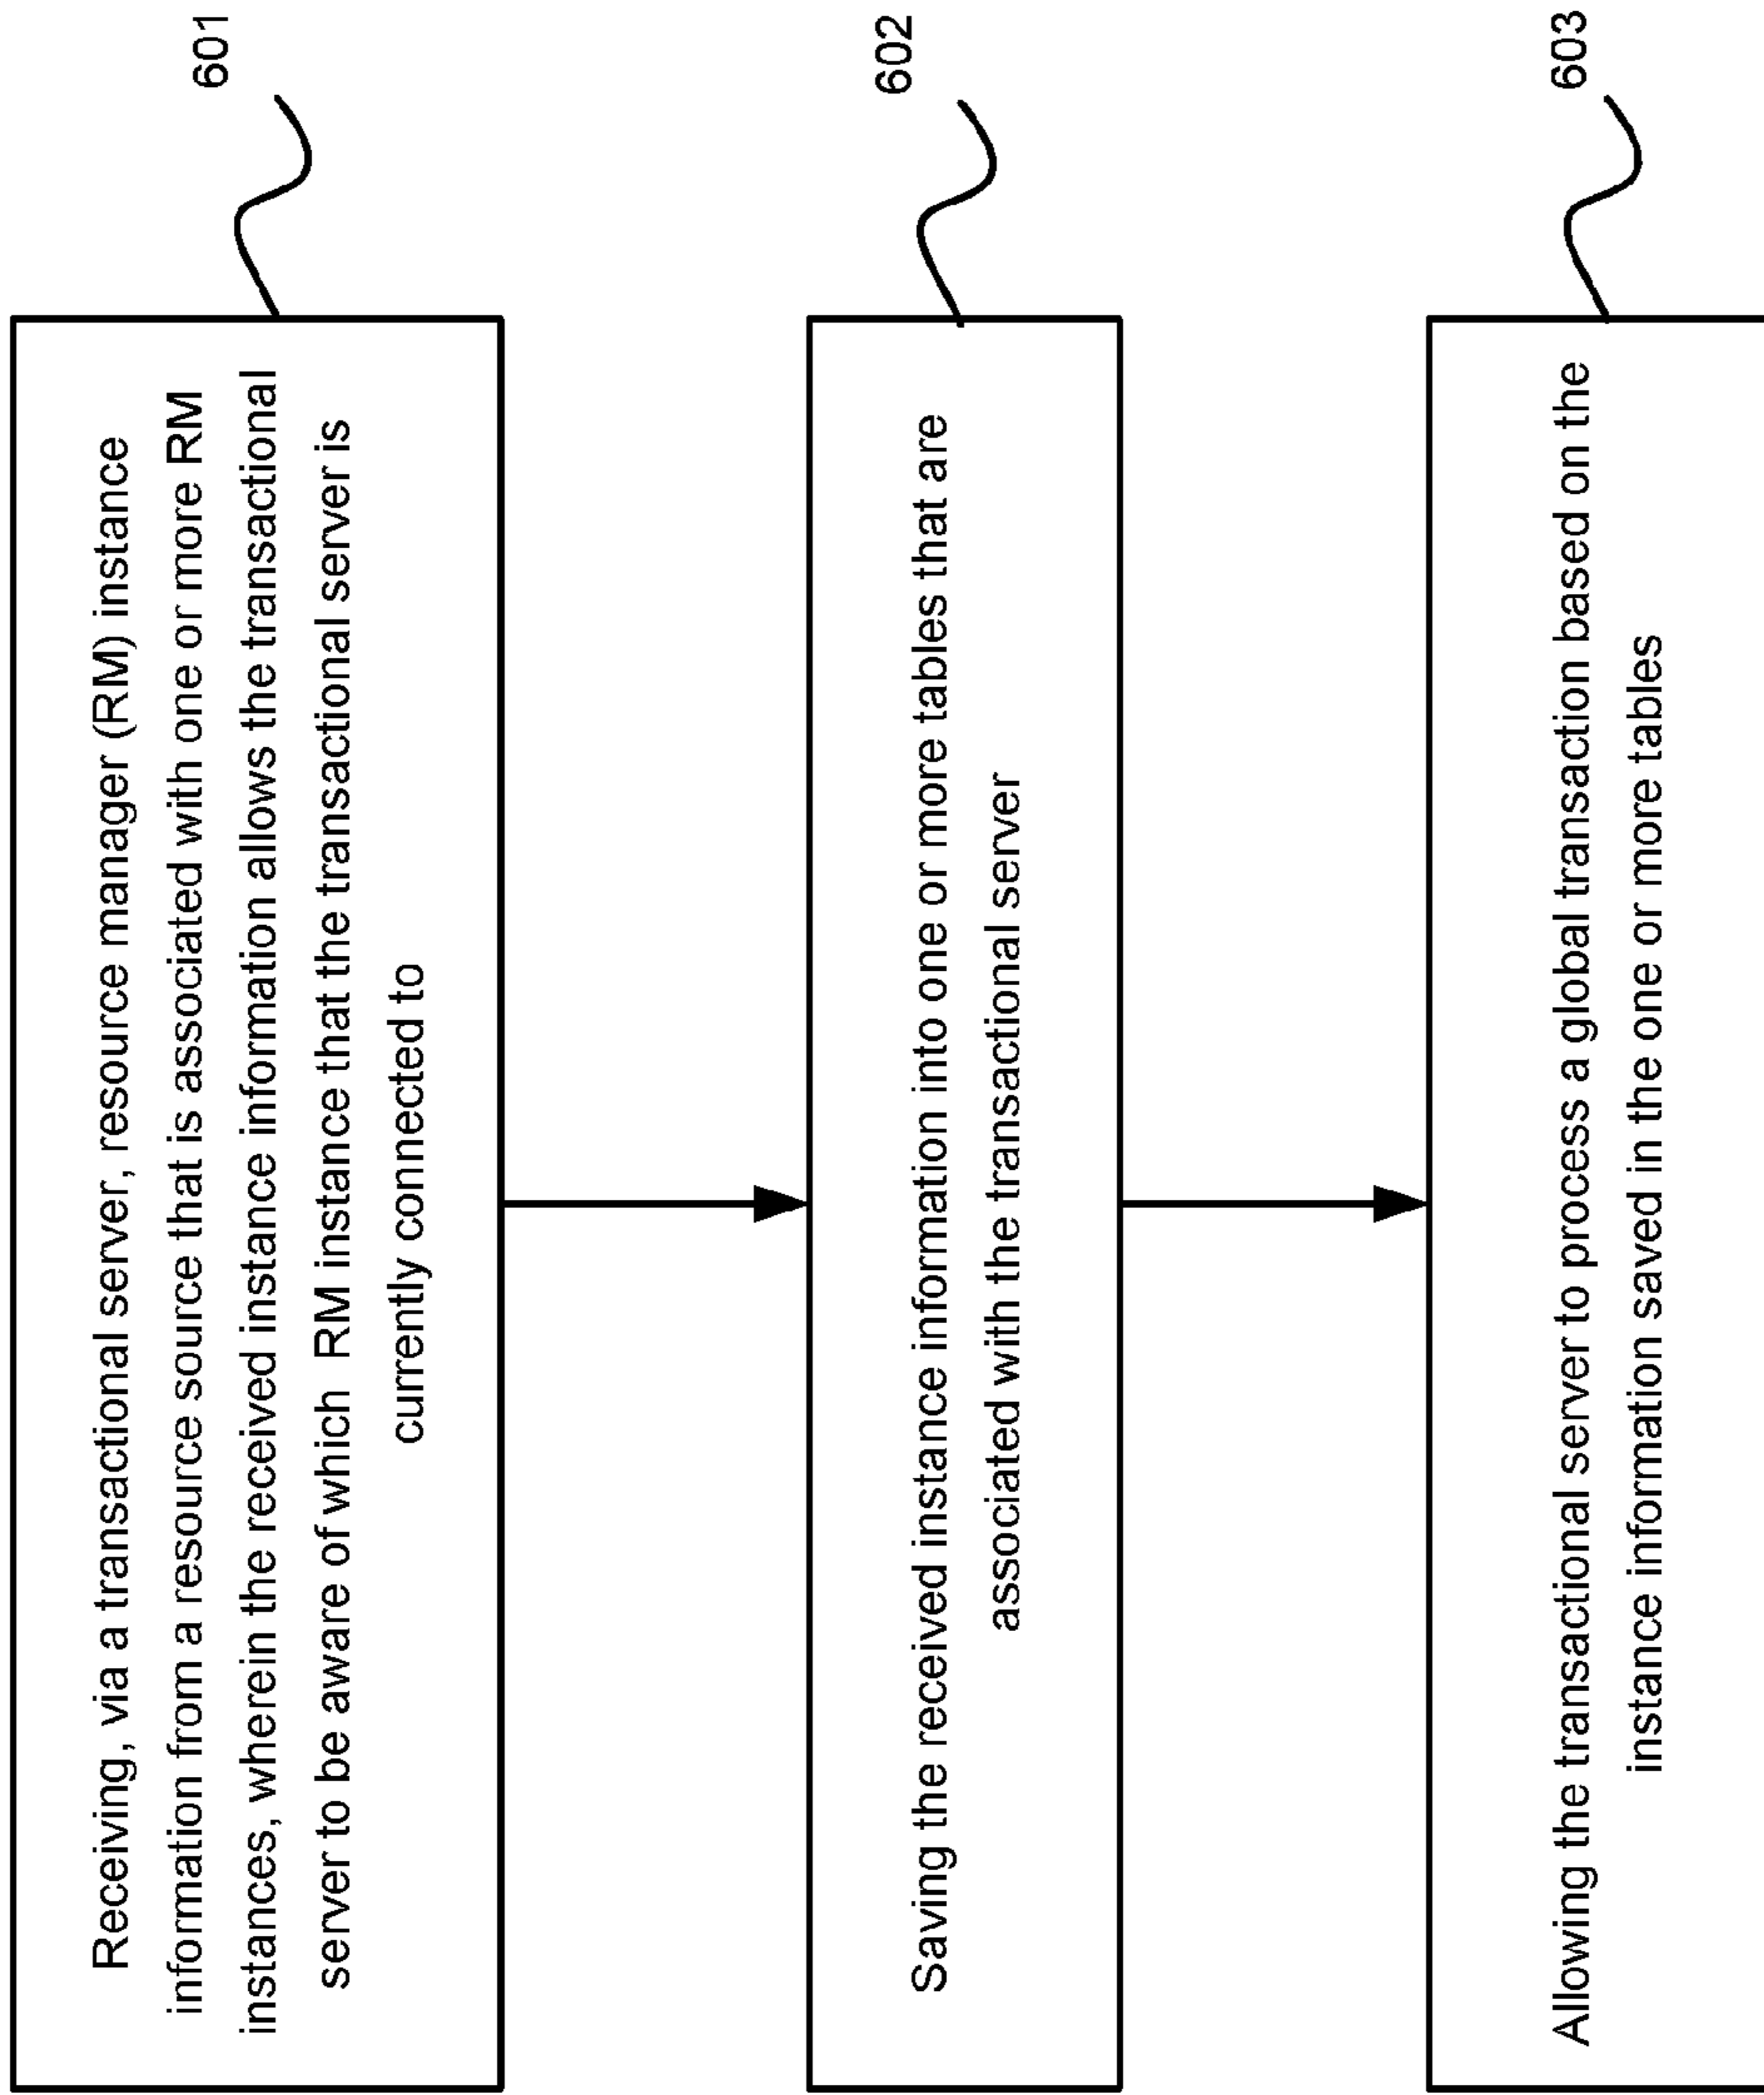 Receiving, via a transactional server, resource manager (RM) instance
information from a resource source that is associated with one or more RM
instances, wherein the received instance information allows the transactional
server to be aware of which RM instance that the transactional server is
currently connected to
601
Saving the received instance information into one or more tables that are
associated with the transactional server
602
Allowing the transactional server to process a global transaction based on the
instance information saved in the one or more tables
603